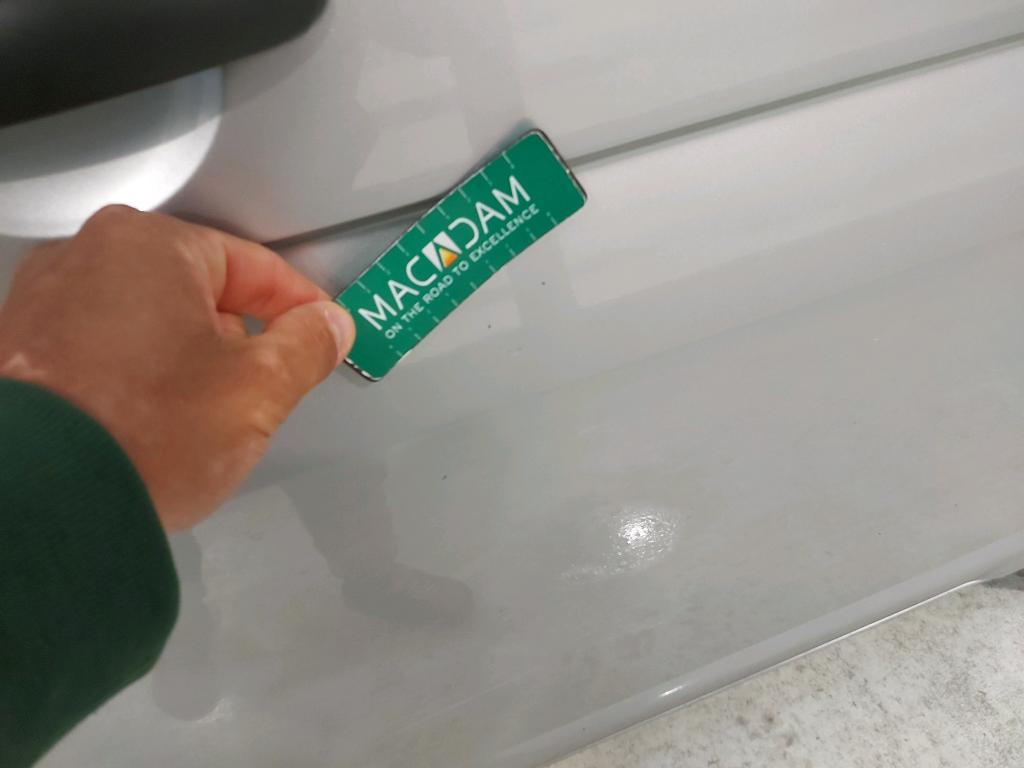 MACADAM
ON THE ROAD TO EXCELLENCE